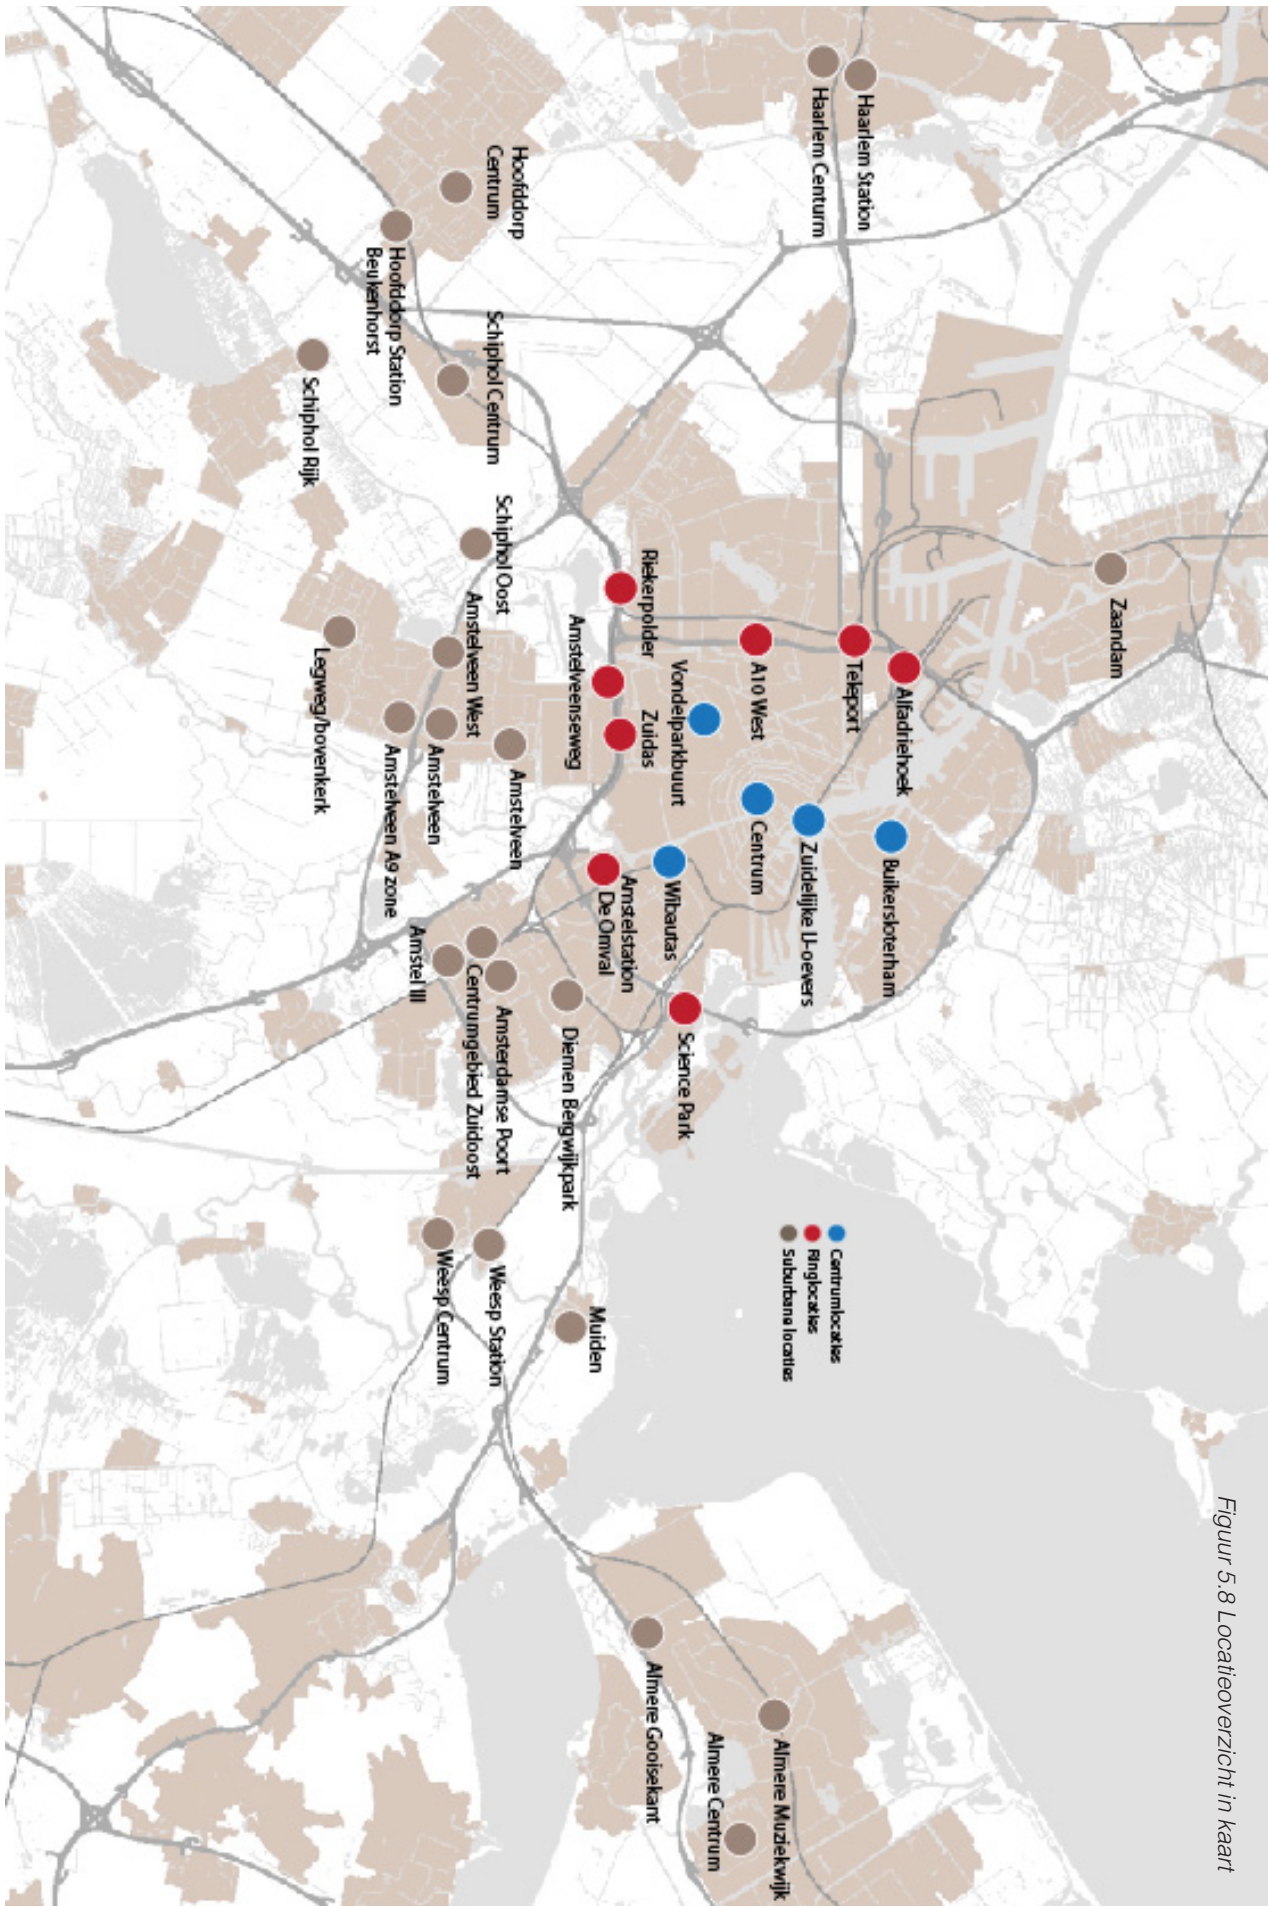 Figuur 5.8 Locatieoverzicht in kaart
Haarlem Station
Haarlem Centurm
Hoofddorp
Centrum
Hoofddorp Station
Beukenhorst
Schiphol Centrum
Schiphol Rijk
Schiphol Oost
Zaandam
Riekerpolder
Amstelveenseweg
Zuidas
Vondelparkbuurt
A10 West
Teleport
Alfadriehoek
Amstelveen West
Legweg/bovenkerk
Amstelveen
Amstelveen
Amstelveen A9 zone
Centrum
Zuidelijke IJ-oevers
Buikersloterham
Wibautas
Amstelstation
De Omval
Amstel III
Centrumgebied Zuidoost
Amsterdamse Poort
Diemen Bergwijkpark
Science Park
Centrumlocaties
Ringlocaties
Suburbane locaties
Weesp Centrum
Weesp Station
Muiden
Almere Gooisekant
Almere Centrum
Almere Muziekwijk